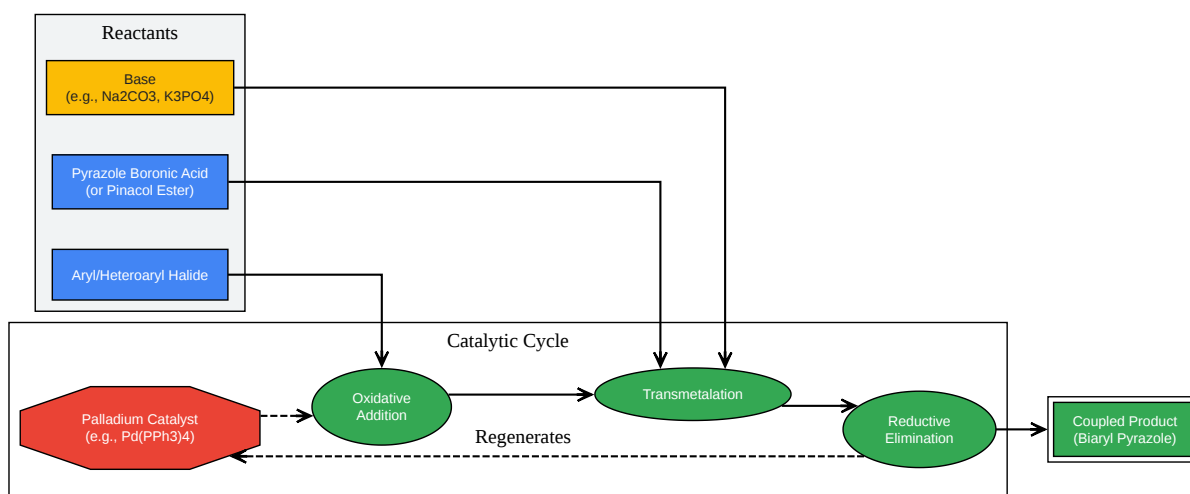 Reactants
Base
(e.g., Na2CO3, K3PO4)
Pyrazole Boronic Acid
(or Pinacol Ester)
Aryl/Heteroaryl Halide
Catalytic Cycle
Palladium Catalyst
(e.g., Pd(PPh3)4)
Oxidative
Addition
Transmetalation
Regenerates
Reductive
Elimination
Coupled Product
(Biaryl Pyrazole)